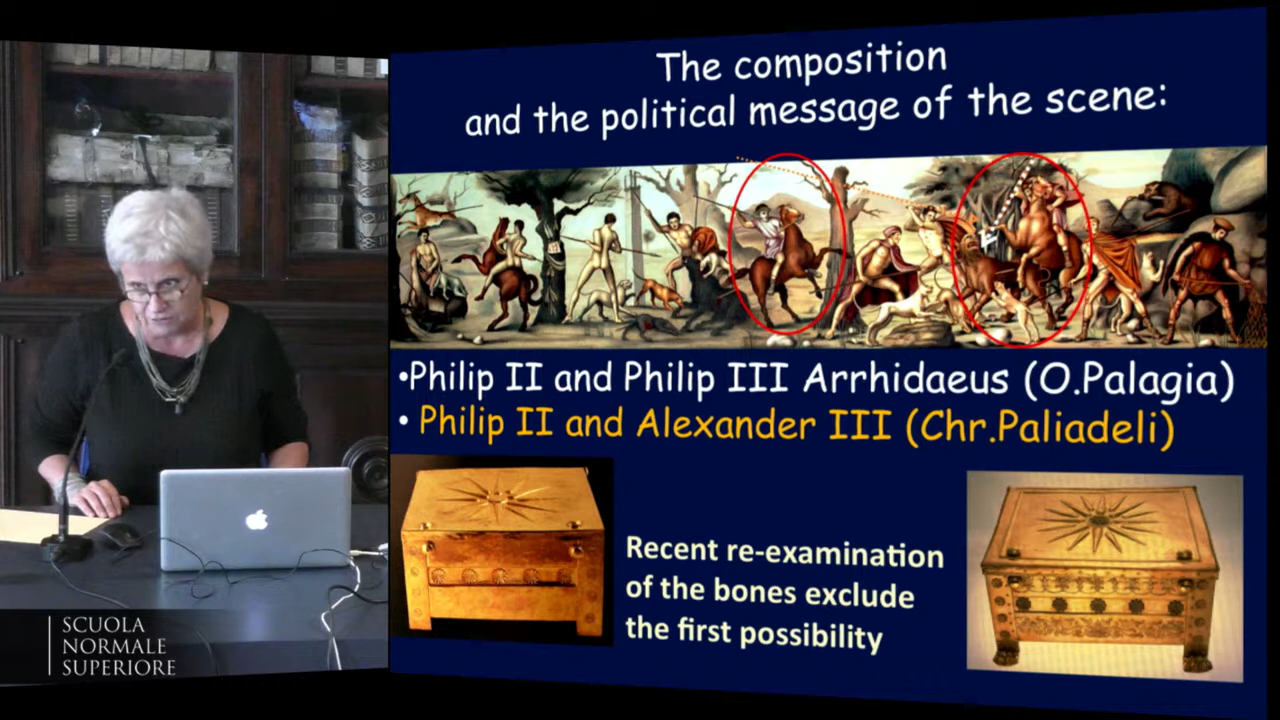 The composition
and the political message of the scene:
•Philip II and Philip III Arrhidaeus (O.Palagia)
• Philip II and Alexander III (Chr.Paliadeli)
Recent re-examination
of the bones exclude
the first possibility
SCUOLA
NORMALE
SUPERIORE